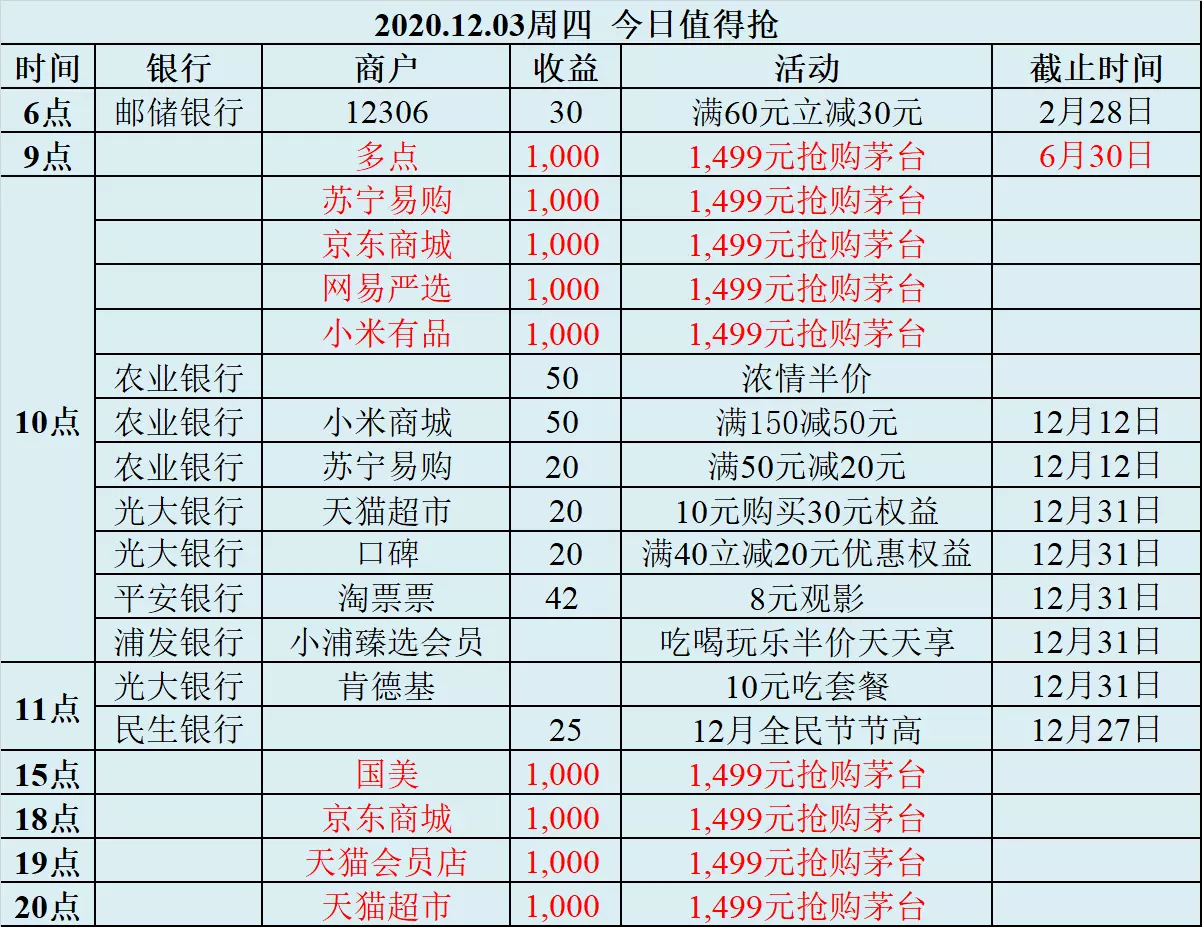 2020.12.03周四 今日值得抢
时间 银行 商户 收益 活动 截止时间
6点 邮储银行 12306 30 满60元立减30元 2月28日
9点 多点 1,000 1,499元抢购茅台 6月30日
苏宁易购 1,000 1,499元抢购茅台
京东商城 1,000 1,499元抢购茅台
网易严选 1,000 1,499元抢购茅台
小米有品 1,000 1,499元抢购茅台
农业银行 50 浓情半价
10点 农业银行 小米商城 50 满150减50元 12月12日
农业银行 苏宁易购 20 满50元减20元 12月12日
光大银行 天猫超市 20 10元购买30元权益 12月31日
光大银行 口碑 20 满40立减20元优惠权益 12月31日
平安银行 淘票票 42 8元观影 12月31日
浦发银行 小浦臻选会员 吃喝玩乐半价天天享 12月31日
11点 光大银行 肯德基 10元吃套餐 12月31日
民生银行 25 12月全民节节高 12月27日
15点 国美 1,000 1,499元抢购茅台
18点 京东商城 1,000 1,499元抢购茅台
19点 天猫会员店 1,000 1,499元抢购茅台
20点 天猫超市 1,000 1,499元抢购茅台